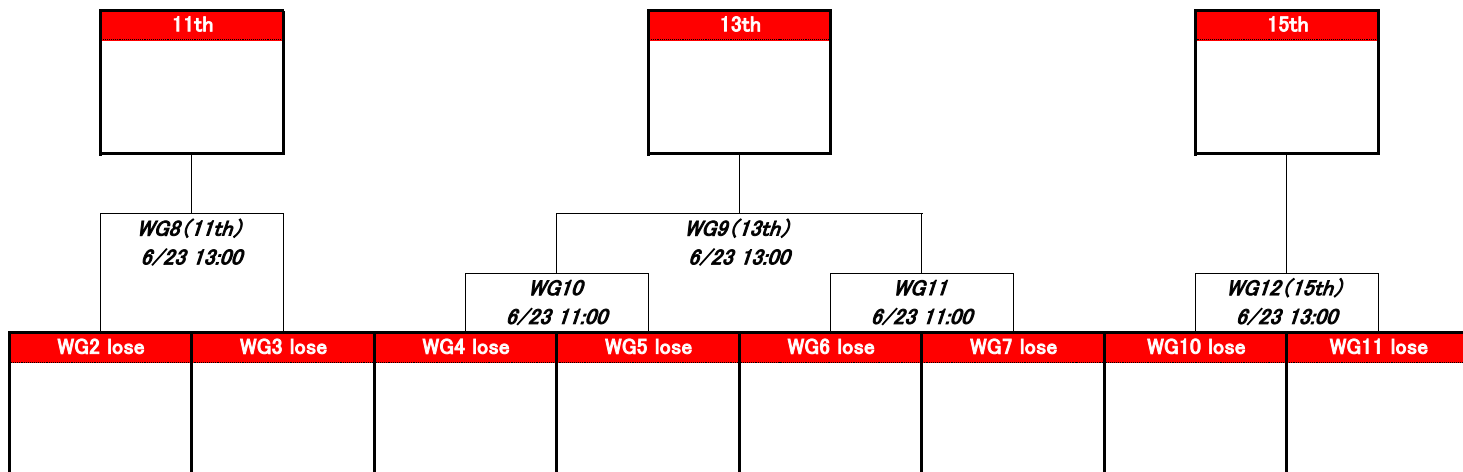 11th
13th
15th
WG8(11th)
6/23 13:00
WG9(13th)
6/23 13:00
WG10
6/23 11:00
WG11
6/23 11:00
WG12(15th)
6/23 13:00
WG2 lose
WG3 lose
WG4 lose
WG5 lose
WG6 lose
WG7 lose
WG10 lose
WG11 lose